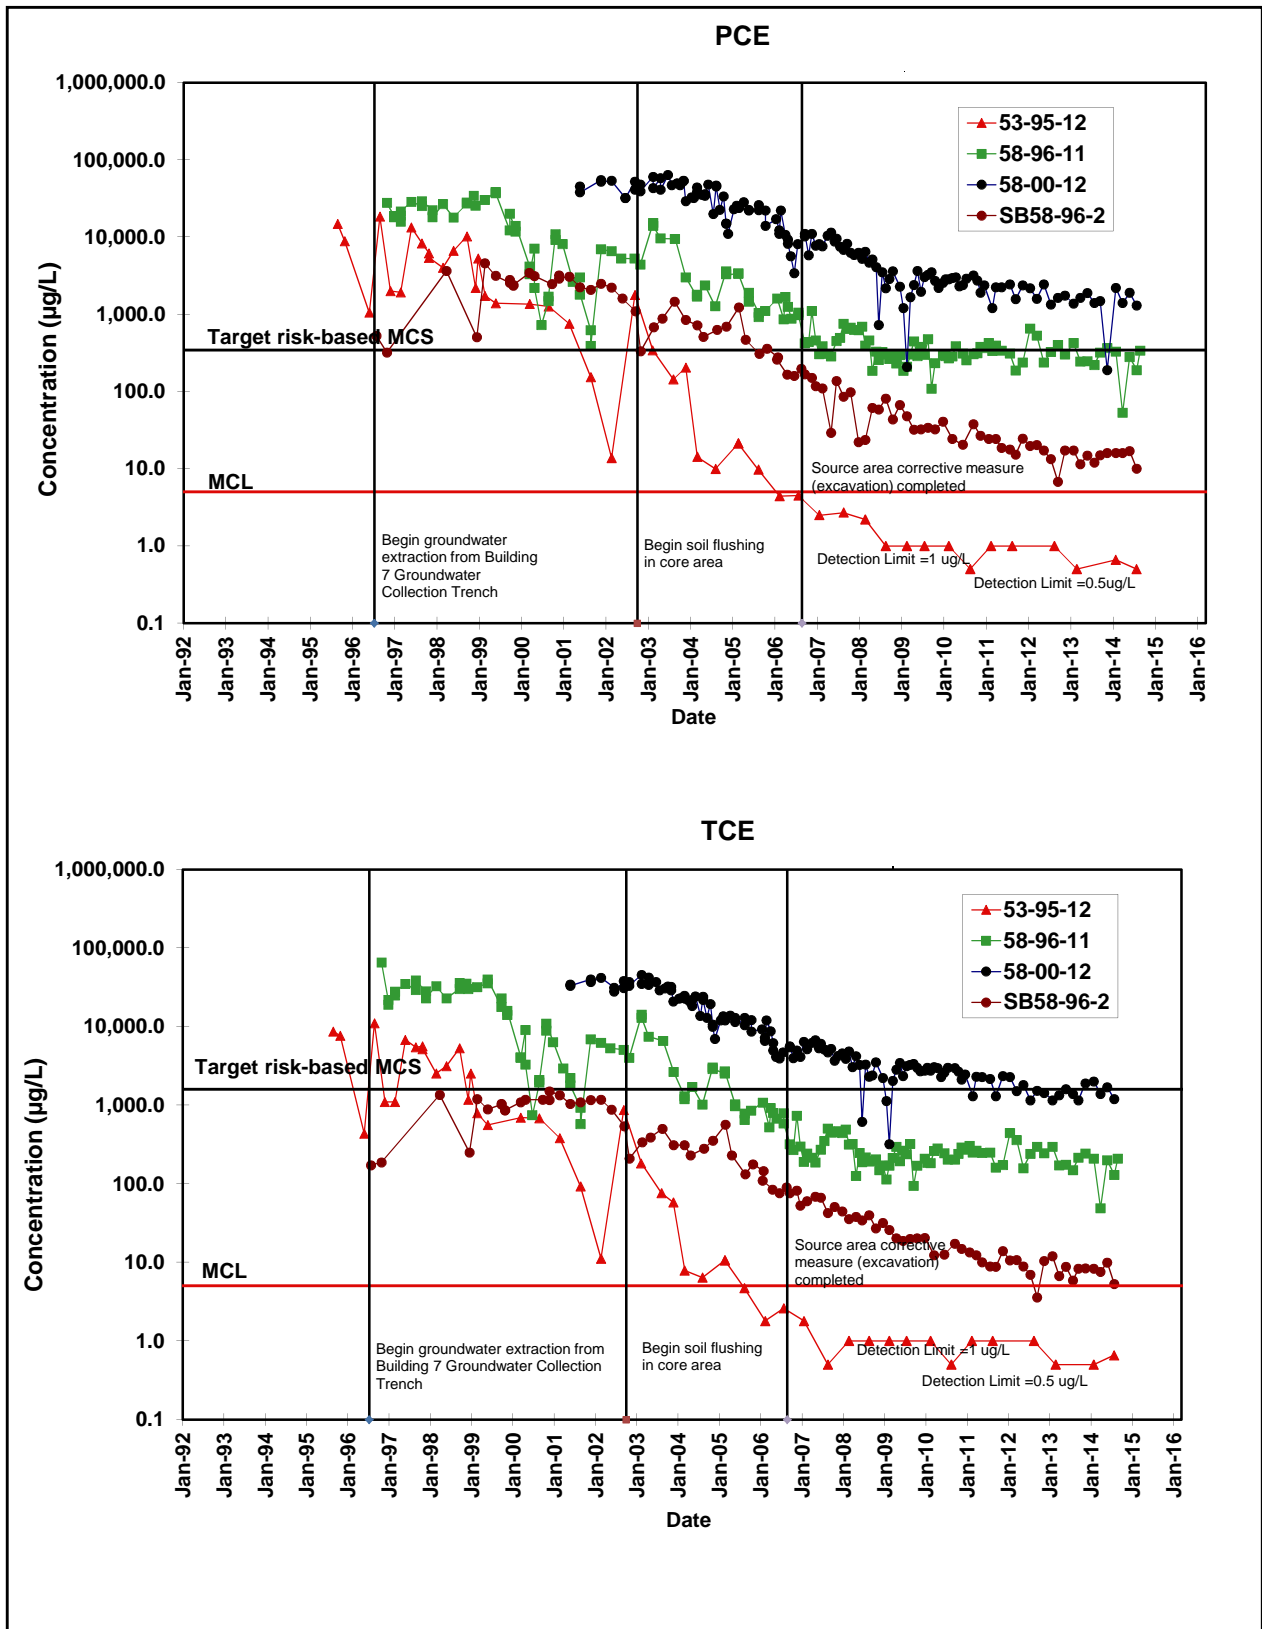 PCE
1,000,000.0
100,000.0
10,000.0
1,000.0
100.0
10.0
1.0
0.1
Concentration (µg/L)
53-95-12
58-96-11
58-00-12
SB58-96-2
Target risk-based MCS
MCL
Begin groundwater
extraction from Building
7 Groundwater
Collection Trench
Begin soil flushing
in core area
Source area corrective measure
(excavation) completed
Detection Limit =1 ug/L
Detection Limit =0.5ug/L
Jan-92
Jan-93
Jan-94
Jan-95
Jan-96
Jan-97
Jan-98
Jan-99
Jan-00
Jan-01
Jan-02
Jan-03
Jan-04
Jan-05
Jan-06
Jan-07
Jan-08
Jan-09
Jan-10
Jan-11
Jan-12
Jan-13
Jan-14
Jan-15
Jan-16
Date
TCE
1,000,000.0
100,000.0
10,000.0
1,000.0
100.0
10.0
1.0
0.1
Concentration (µg/L)
53-95-12
58-96-11
58-00-12
SB58-96-2
Target risk-based MCS
MCL
Begin groundwater extraction from
Building 7 Groundwater Collection
Trench
Begin soil flushing
in core area
Source area corrective
measure (excavation)
completed
Detection Limit =1 ug/L
Detection Limit =0.5 ug/L
Jan-92
Jan-93
Jan-94
Jan-95
Jan-96
Jan-97
Jan-98
Jan-99
Jan-00
Jan-01
Jan-02
Jan-03
Jan-04
Jan-05
Jan-06
Jan-07
Jan-08
Jan-09
Jan-10
Jan-11
Jan-12
Jan-13
Jan-14
Jan-15
Jan-16
Date